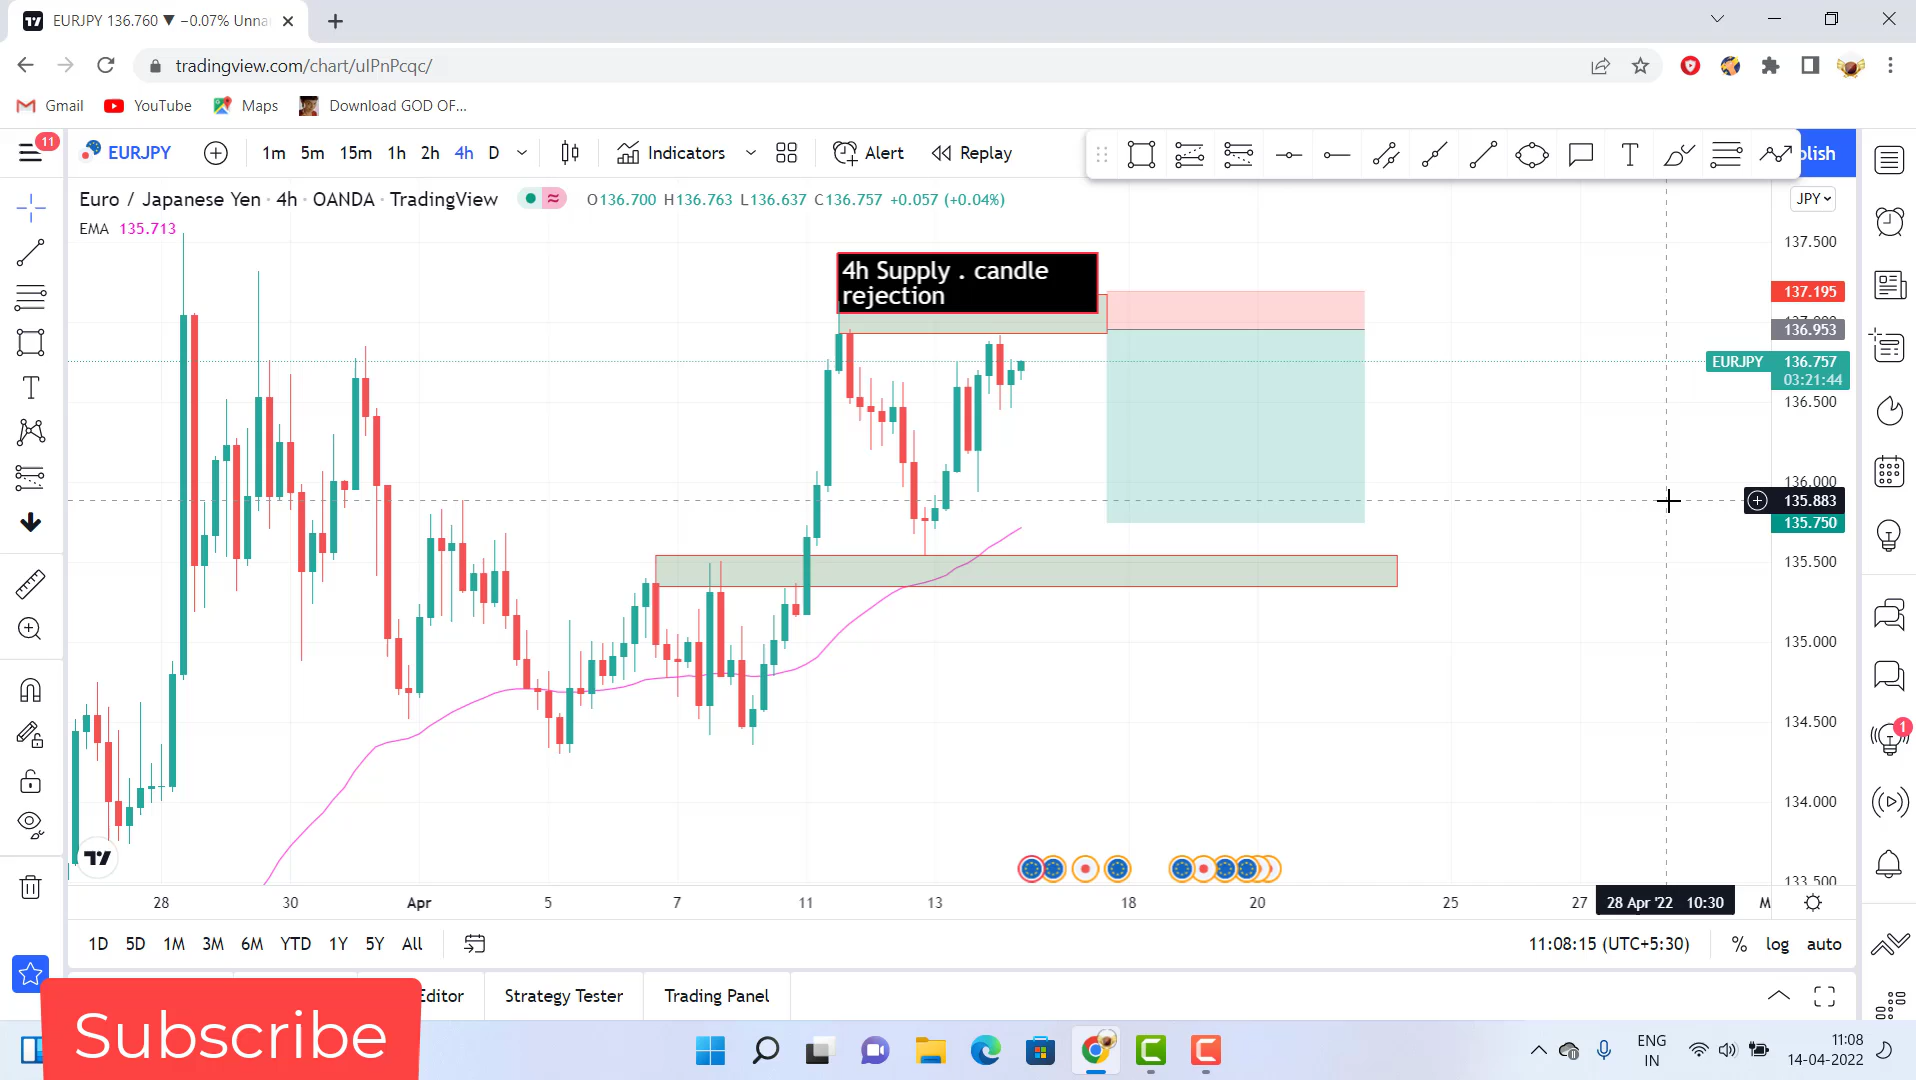 EURJPY 136.760 ▼ −0.07% Unna
tradingview.com/chart/uIPnPcqc/
Gmail YouTube Maps Download GOD OF...
11 EURJPY 1m 5m 15m 1h 2h 4h D Indicators Alert Replay T blish
Euro / Japanese Yen · 4h · OANDA · TradingView O136.700 H136.763 L136.637 C136.757 +0.057 (+0.04%) JPY
EMA 135.713
137.500
4h Supply . candle
rejection
137.195
136.953
EURJPY 136.757
03:21:44
136.500
136.000
135.883
135.750
135.500
135.000
134.500
1
134.000
133.500
28 30 Apr 5 7 11 13 18 20 25 27 28 Apr '22 10:30 M
1D 5D 1M 3M 6M YTD 1Y 5Y All 11:08:15 (UTC+5:30) % log auto
Editor Strategy Tester Trading Panel
Subscribe
ENG
IN
11:08
14-04-2022